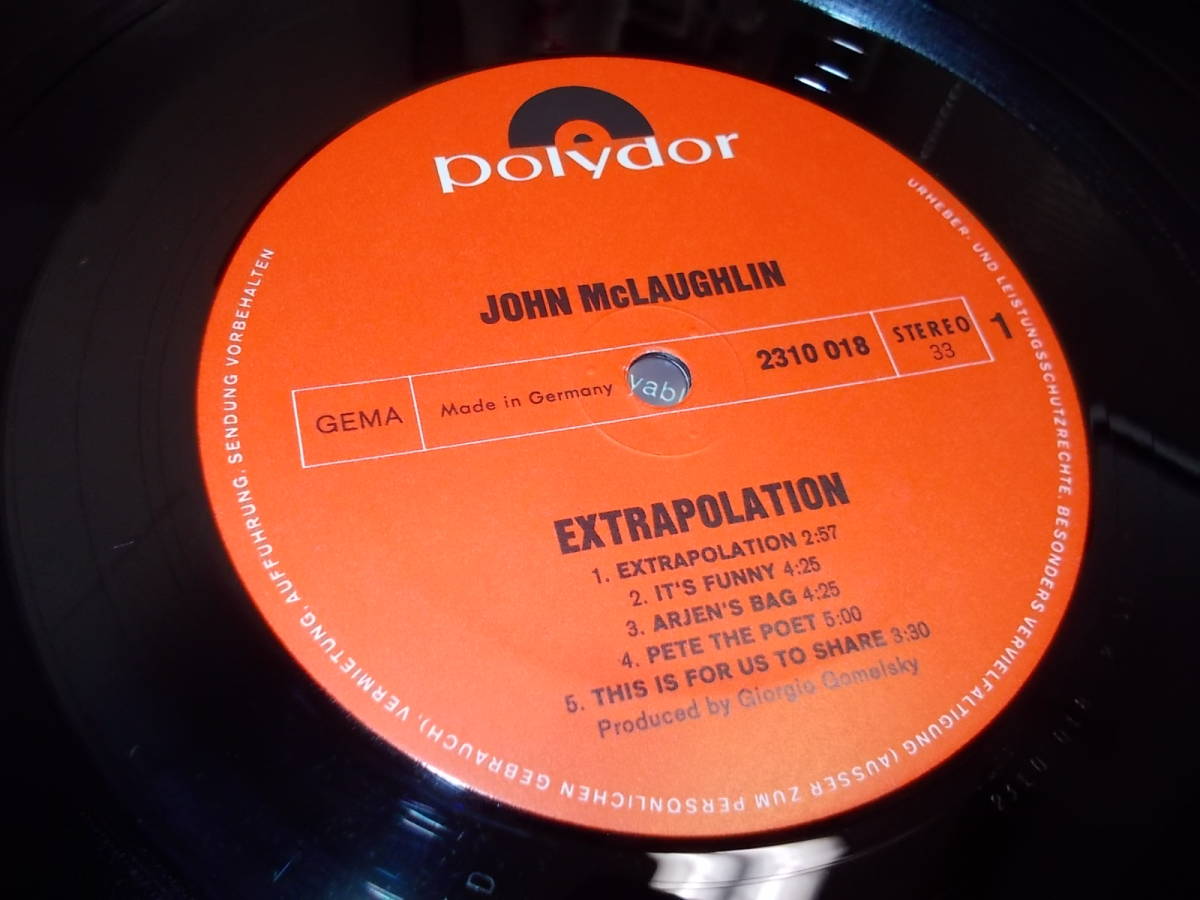 polydor
JOHN McLAUGHLIN
GEMA
Made in Germany
2310 018
STEREO
33
1
EXTRAPOLATION
1. EXTRAPOLATION 2:57
2. IT'S FUNNY 4:25
3. ARJEN'S BAG 4:25
4. PETE THE POET 5:00
5. THIS IS FOR US TO SHARE 3:30
Produced by Giorgio Gomelsky
URHEBER- UND LEISTUNGSSCHUTZRECHTE, BESONDERS VERVIELFÄLTIGUNG (AUSSER ZUM PERSÖNLICHEN GEBRAUCH), VERMIETUNG, AUFFÜHRUNG, SENDUNG VORBEHALTEN
yabl